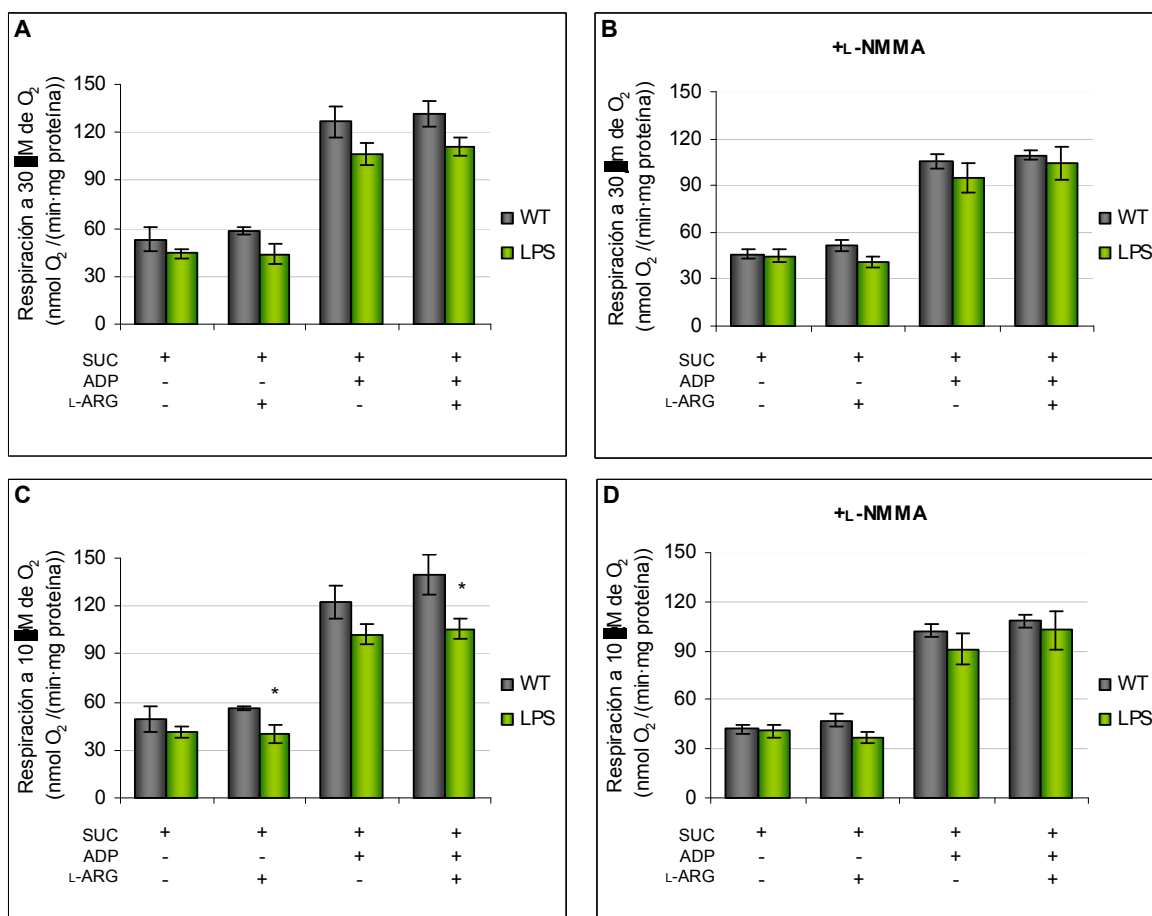 A
Respiración a 30 M de O2
(nmol O2 /(min·mg proteína))
150
120
90
60
30
0
WT
LPS
SUC + + + +
ADP - - + +
L-ARG - + - +
B
+L-NMMA
Respiración a 30 m de O2
(nmol O2 /(min·mg proteína))
150
120
90
60
30
0
WT
LPS
SUC + + + +
ADP - - + +
L-ARG - + - +
C
Respiración a 10 M de O2
(nmol O2 /(min·mg proteína))
150
120
90
60
30
0
* *
WT
LPS
SUC + + + +
ADP - - + +
L-ARG - + - +
D
+L-NMMA
Respiración a 10 M de O2
(nmol O2 /(min·mg proteína))
150
120
90
60
30
0
WT
LPS
SUC + + + +
ADP - - + +
L-ARG - + - +